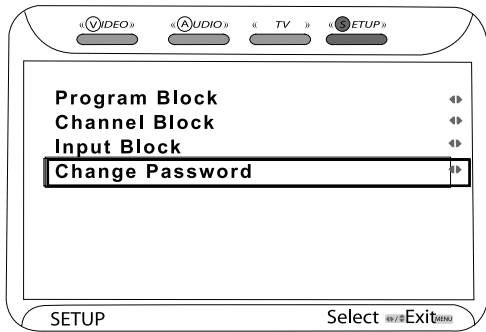 «VIDEO» «AUDIO» « TV » «SETUP»
Program Block
Channel Block
Input Block
Change Password
SETUP Select / Exit MENU